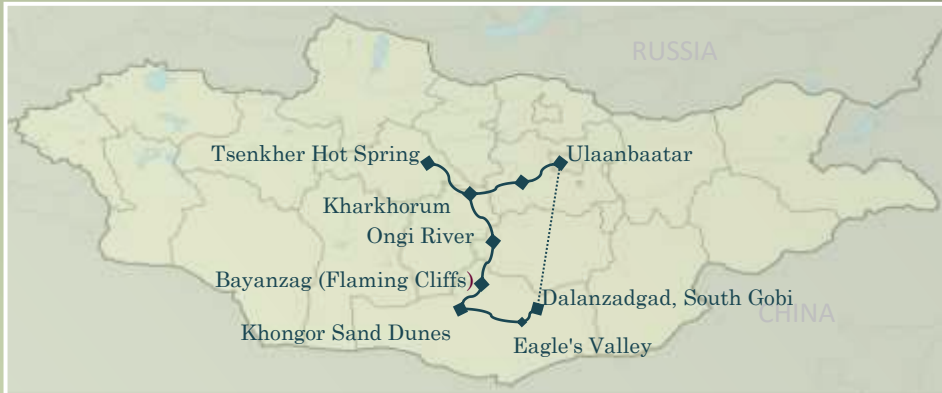 RUSSIA
Tsenkher Hot Spring
Ulaanbaatar
Kharkhorum
Ongi River
Bayanzag (Flaming Cliffs)
Dalanzadgad, South Gobi
CHINA
Khongor Sand Dunes
Eagle's Valley